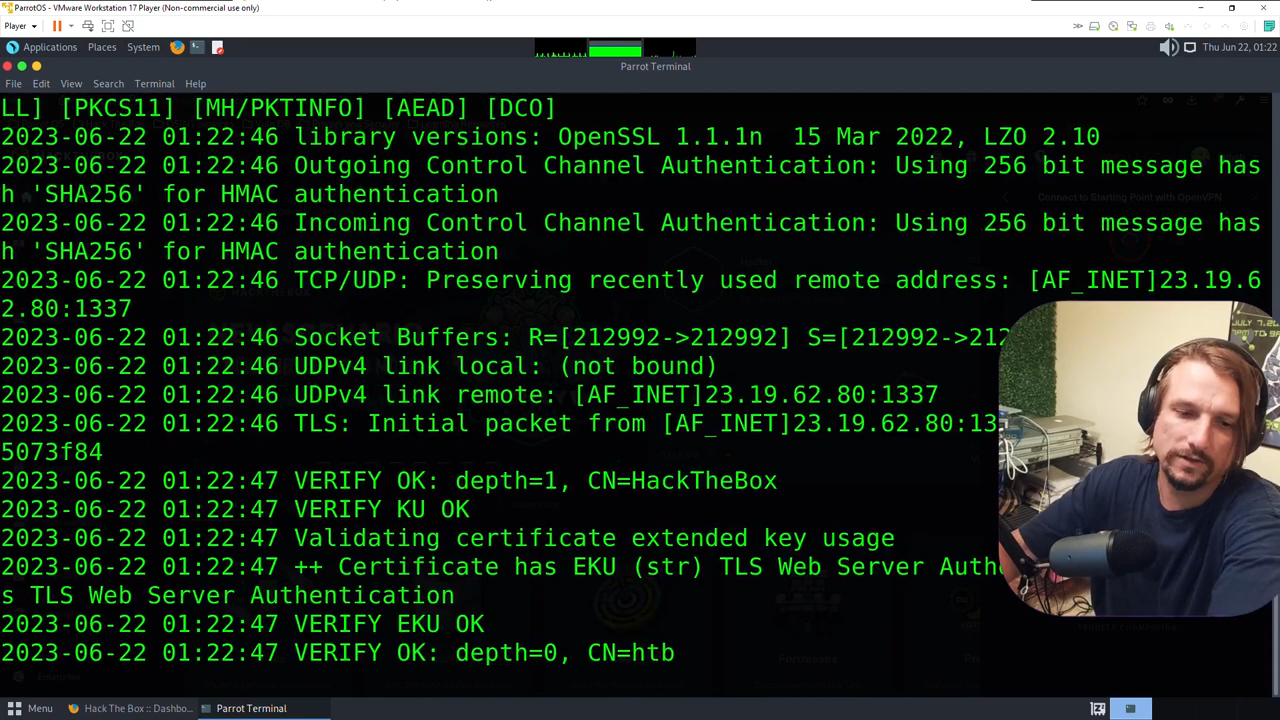 ParrotOS - VMware Workstation 17 Player (Non-commercial use only)
Player
Applications Places System
Thu Jun 22, 01:22
Parrot Terminal
File Edit View Search Terminal Help
LL] [PKCS11] [MH/PKTINFO] [AEAD] [DCO]
2023-06-22 01:22:46 library versions: OpenSSL 1.1.1n  15 Mar 2022, LZO 2.10
2023-06-22 01:22:46 Outgoing Control Channel Authentication: Using 256 bit message has
h 'SHA256' for HMAC authentication
2023-06-22 01:22:46 Incoming Control Channel Authentication: Using 256 bit message has
h 'SHA256' for HMAC authentication
2023-06-22 01:22:46 TCP/UDP: Preserving recently used remote address: [AF_INET]23.19.6
2.80:1337
2023-06-22 01:22:46 Socket Buffers: R=[212992->212992] S=[212992->212
2023-06-22 01:22:46 UDPv4 link local: (not bound)
2023-06-22 01:22:46 UDPv4 link remote: [AF_INET]23.19.62.80:1337
2023-06-22 01:22:46 TLS: Initial packet from [AF_INET]23.19.62.80:13
5073f84
2023-06-22 01:22:47 VERIFY OK: depth=1, CN=HackTheBox
2023-06-22 01:22:47 VERIFY KU OK
2023-06-22 01:22:47 Validating certificate extended key usage
2023-06-22 01:22:47 ++ Certificate has EKU (str) TLS Web Server Auth
s TLS Web Server Authentication
2023-06-22 01:22:47 VERIFY EKU OK
2023-06-22 01:22:47 VERIFY OK: depth=0, CN=htb
Connect to Starting Point with OpenVPN
Fortresses
Menu
Hack The Box :: Dashbo...
Parrot Terminal